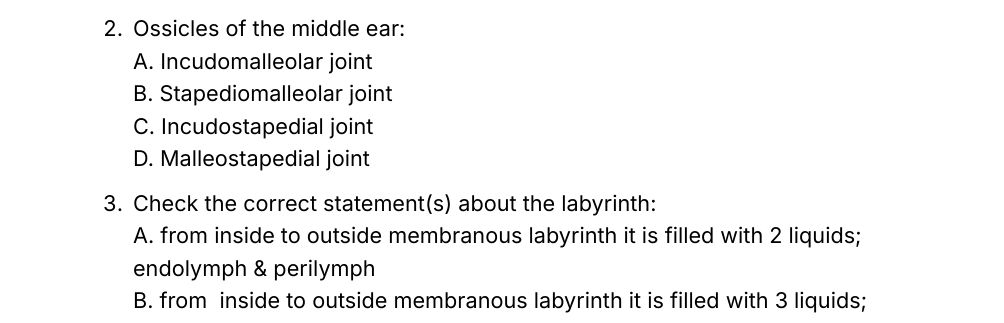 2. Ossicles of the middle ear:
A. Incudomalleolar joint
B. Stapediomalleolar joint
C. Incudostapedial joint
D. Malleostapedial joint
3. Check the correct statement(s) about the labyrinth:
A. from inside to outside membranous labyrinth it is filled with 2 liquids;
endolymph & perilymph
B. from  inside to outside membranous labyrinth it is filled with 3 liquids;